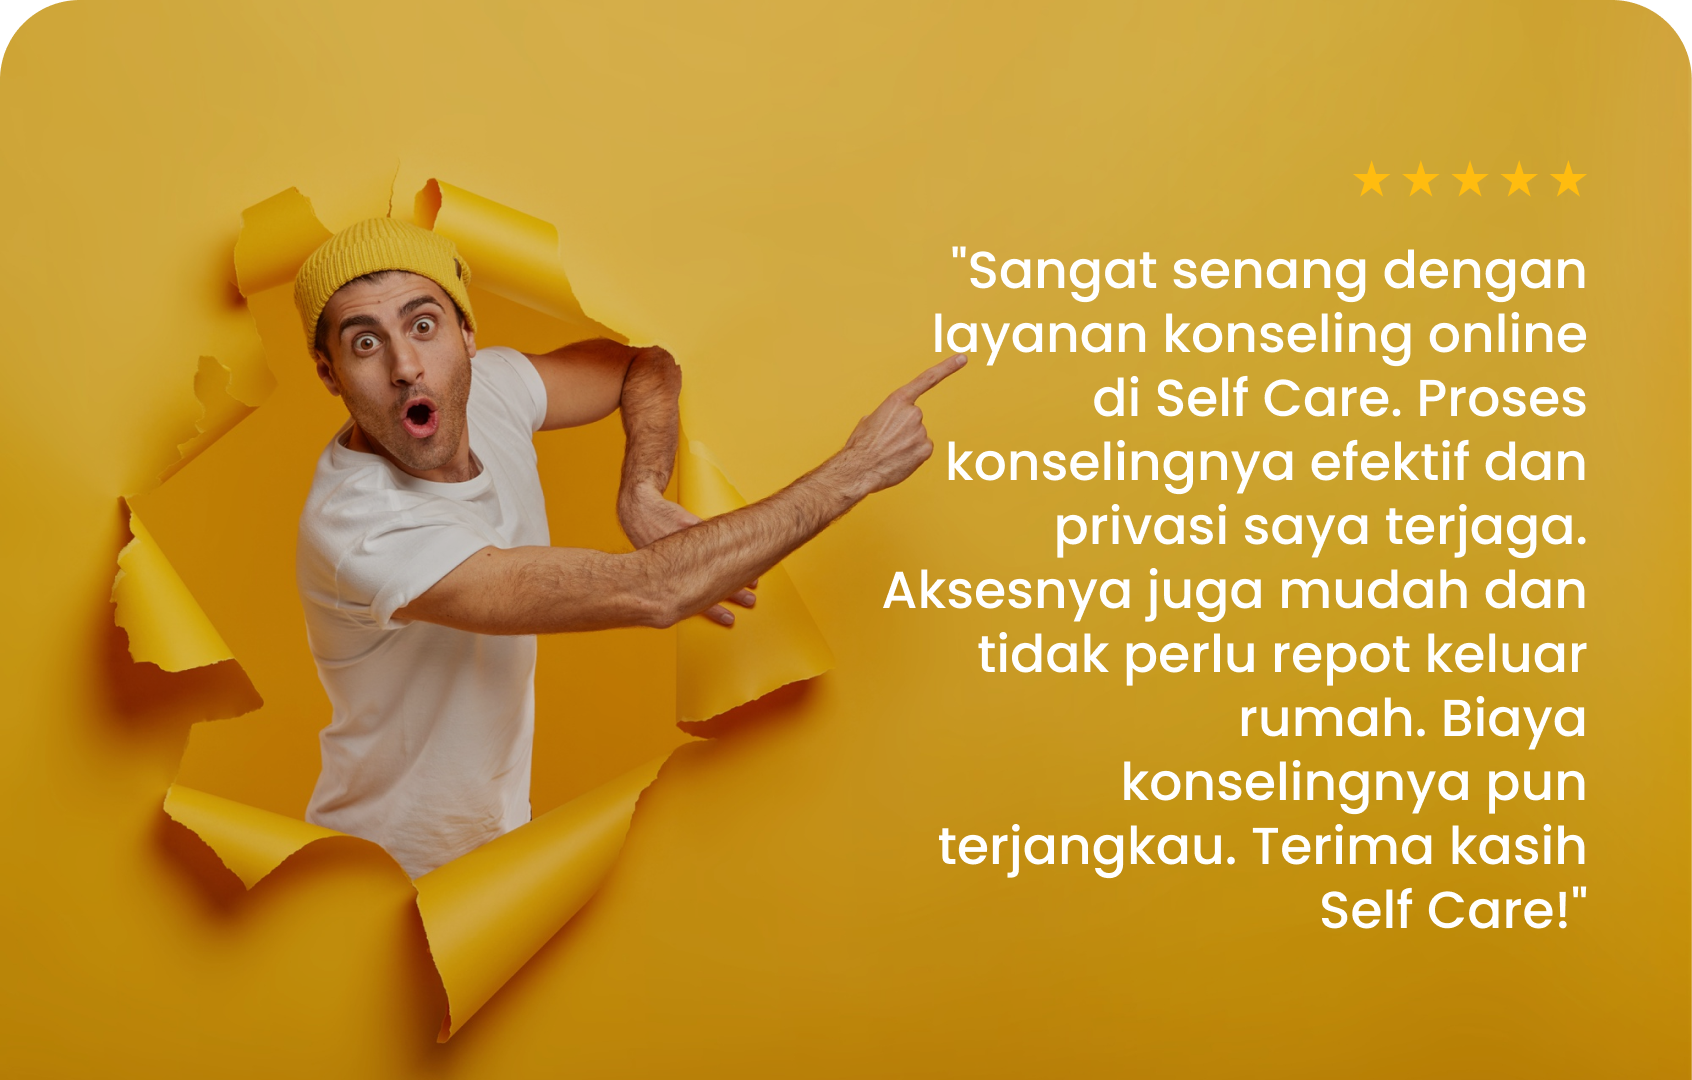 "Sangat senang dengan
layanan konseling online
di Self Care. Proses
konselingnya efektif dan
privasi saya terjaga.
Aksesnya juga mudah dan
tidak perlu repot keluar
rumah. Biaya
konselingnya pun
terjangkau. Terima kasih
Self Care!"